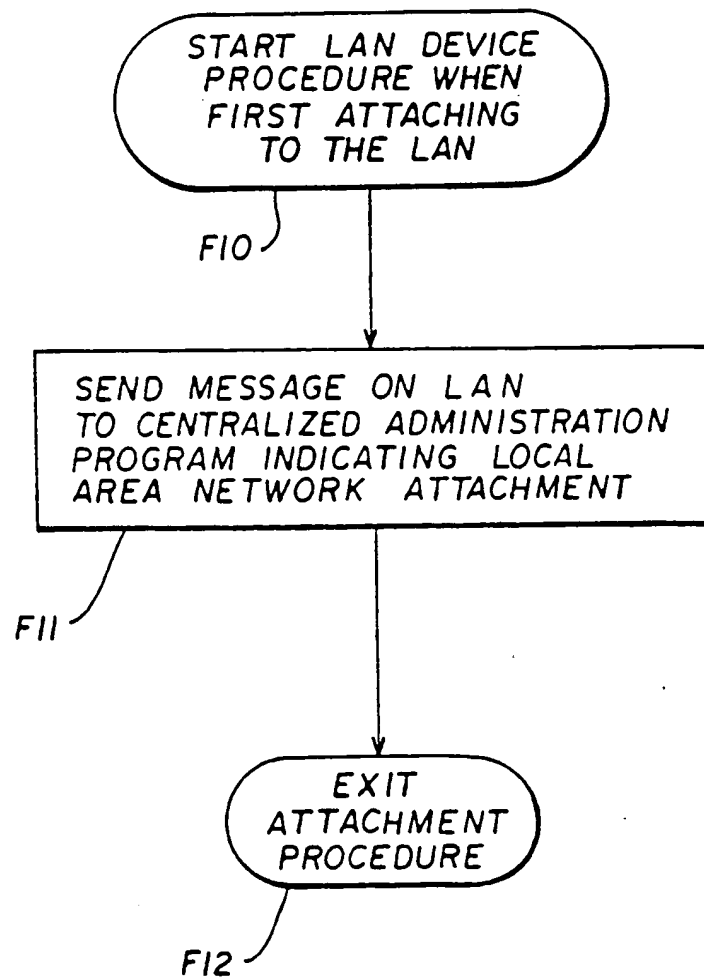 START LAN DEVICE
PROCEDURE WHEN
FIRST ATTACHING
TO THE LAN
F10
SEND MESSAGE ON LAN
TO CENTRALIZED ADMINISTRATION
PROGRAM INDICATING LOCAL
AREA NETWORK ATTACHMENT
F11
EXIT
ATTACHMENT
PROCEDURE
F12